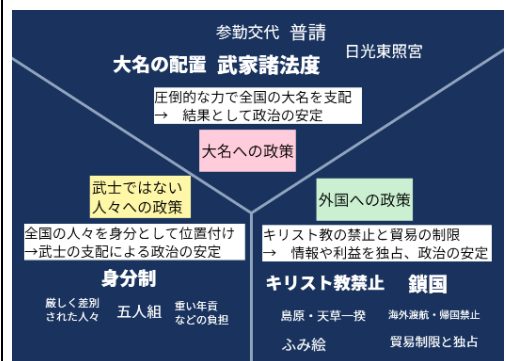 参勤交代 普請
日光東照宮
大名の配置 武家諸法度
圧倒的な力で全国の大名を支配
→ 結果として政治の安定
大名への政策
武士ではない
人々への政策
全国の人々を身分として位置付け
→武士の支配による政治の安定
身分制
厳しく差別
された人々
五人組
重い年貢
などの負担
外国への政策
キリスト教の禁止と貿易の制限
→ 情報や利益を独占、政治の安定
キリスト教禁止 鎖国
島原・天草一揆
海外渡航・帰国禁止
ふみ絵
貿易制限と独占